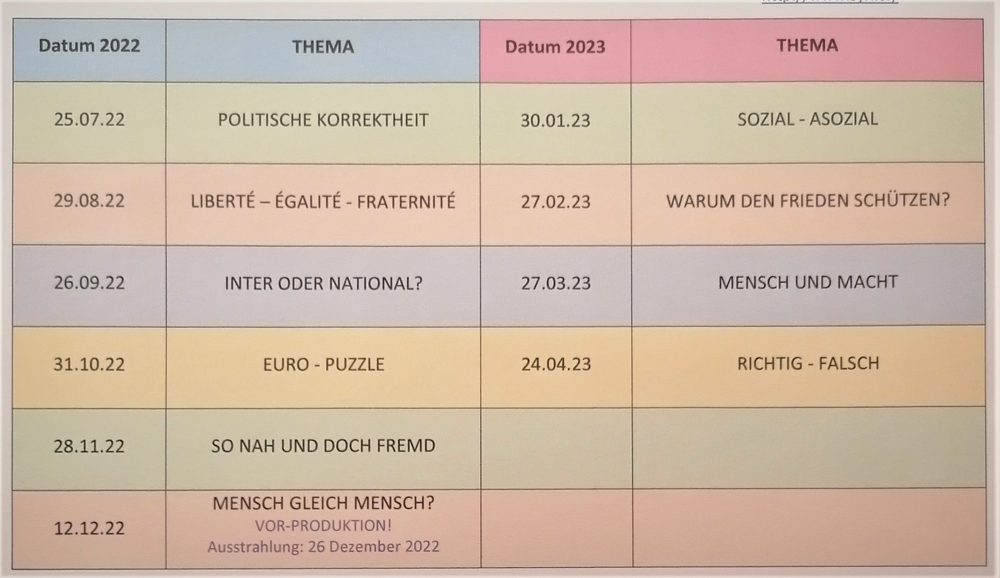 Datum 2022 THEMA Datum 2023 THEMA
25.07.22 POLITISCHE KORREKTHEIT 30.01.23 SOZIAL - ASOZIAL
29.08.22 LIBERTÉ – ÉGALITÉ - FRATERNITÉ 27.02.23 WARUM DEN FRIEDEN SCHÜTZEN?
26.09.22 INTER ODER NATIONAL? 27.03.23 MENSCH UND MACHT
31.10.22 EURO - PUZZLE 24.04.23 RICHTIG - FALSCH
28.11.22 SO NAH UND DOCH FREMD
12.12.22 MENSCH GLEICH MENSCH?
VOR-PRODUKTION!
Ausstrahlung: 26 Dezember 2022